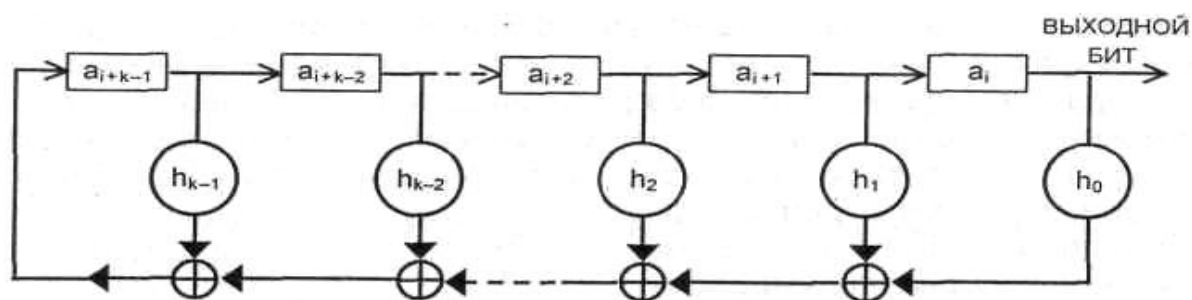 ВЫХОДНОЙ
БИТ
a_{i+k-1} a_{i+k-2} a_{i+2} a_{i+1} a_i
h_{k-1} h_{k-2} h_2 h_1 h_0